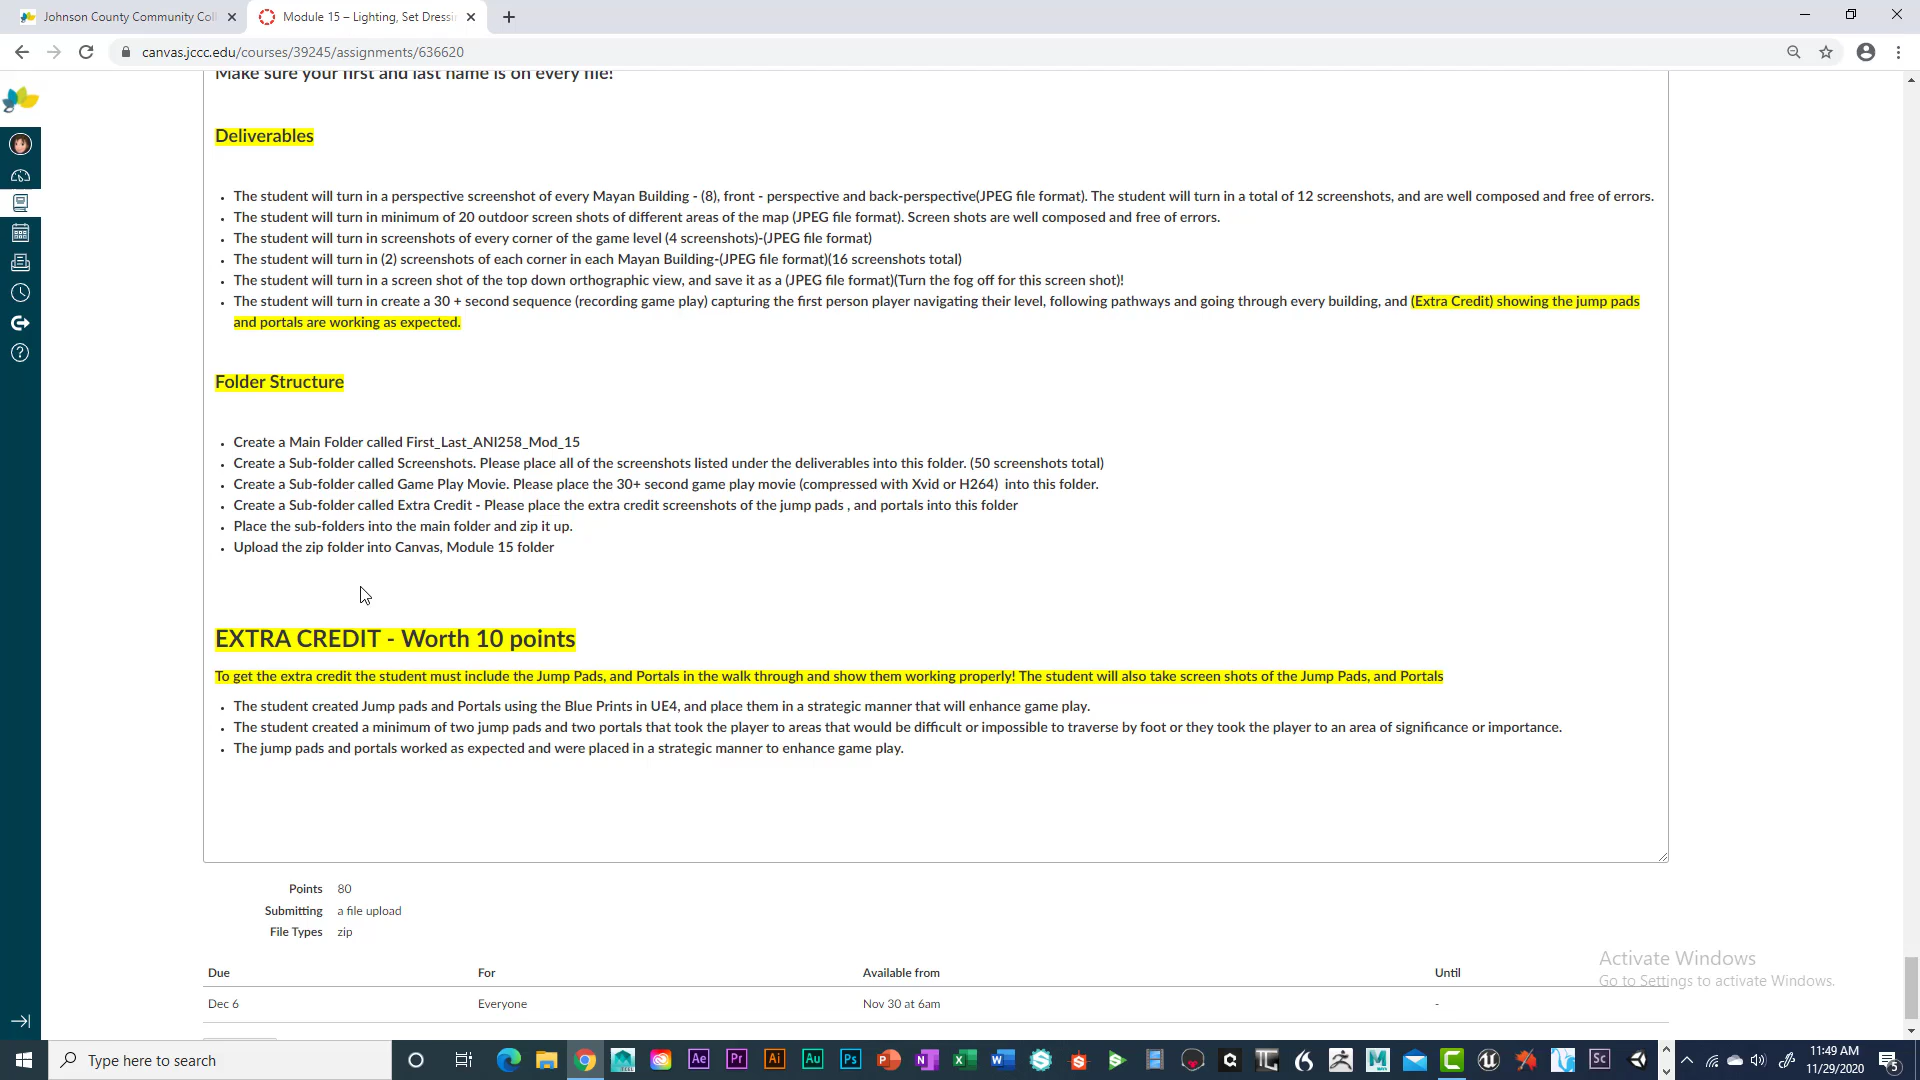 Johnson County Community Col
Module 15 – Lighting, Set Dressin
canvas.jccc.edu/courses/39245/assignments/636620
Make sure your first and last name is on every file!
Deliverables
The student will turn in a perspective screenshot of every Mayan Building - (8), front - perspective and back-perspective(JPEG file format). The student will turn in a total of 12 screenshots, and are well composed and free of errors.
The student will turn in minimum of 20 outdoor screen shots of different areas of the map (JPEG file format). Screen shots are well composed and free of errors.
The student will turn in screenshots of every corner of the game level (4 screenshots)-(JPEG file format)
The student will turn in (2) screenshots of each corner in each Mayan Building-(JPEG file format)(16 screenshots total)
The student will turn in a screen shot of the top down orthographic view, and save it as a (JPEG file format)(Turn the fog off for this screen shot)!
The student will turn in create a 30 + second sequence (recording game play) capturing the first person player navigating their level, following pathways and going through every building, and (Extra Credit) showing the jump pads
and portals are working as expected.
Folder Structure
Create a Main Folder called First_Last_ANI258_Mod_15
Create a Sub-folder called Screenshots. Please place all of the screenshots listed under the deliverables into this folder. (50 screenshots total)
Create a Sub-folder called Game Play Movie. Please place the 30+ second game play movie (compressed with Xvid or H264) into this folder.
Create a Sub-folder called Extra Credit - Please place the extra credit screenshots of the jump pads , and portals into this folder
Place the sub-folders into the main folder and zip it up.
Upload the zip folder into Canvas, Module 15 folder
EXTRA CREDIT - Worth 10 points
To get the extra credit the student must include the Jump Pads, and Portals in the walk through and show them working properly! The student will also take screen shots of the Jump Pads, and Portals
The student created Jump pads and Portals using the Blue Prints in UE4, and place them in a strategic manner that will enhance game play.
The student created a minimum of two jump pads and two portals that took the player to areas that would be difficult or impossible to traverse by foot or they took the player to an area of significance or importance.
The jump pads and portals worked as expected and were placed in a strategic manner to enhance game play.
Points 80
Submitting a file upload
File Types zip
Due For Available from Until
Dec 6 Everyone Nov 30 at 6am -
Activate Windows
Go to Settings to activate Windows.
Type here to search
Ae Pr Ai Au Ps
Sc
11:49 AM
11/29/2020
5